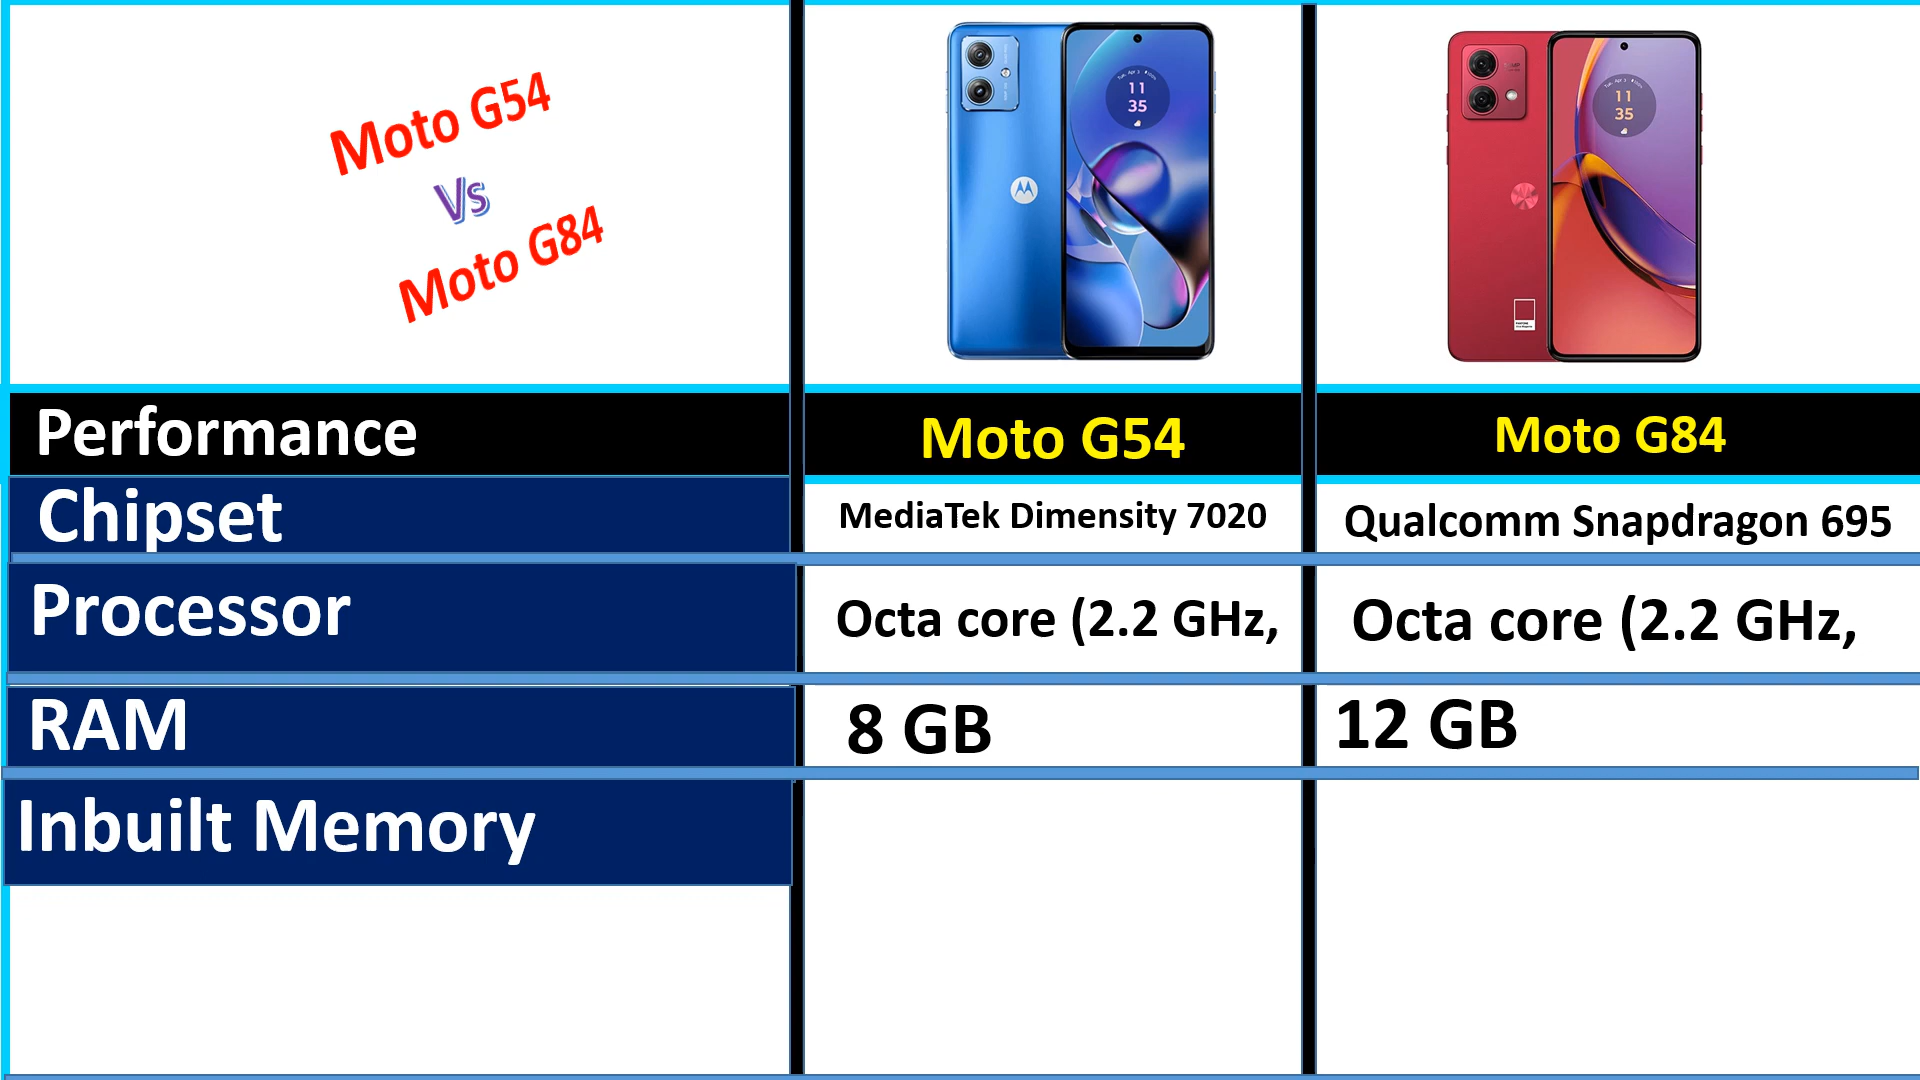 Moto G54
Vs
Moto G84
11
35
11
35
Performance
Moto G54
Moto G84
Chipset
MediaTek Dimensity 7020
Qualcomm Snapdragon 695
Processor
Octa core (2.2 GHz,
Octa core (2.2 GHz,
RAM
8 GB
12 GB
Inbuilt Memory